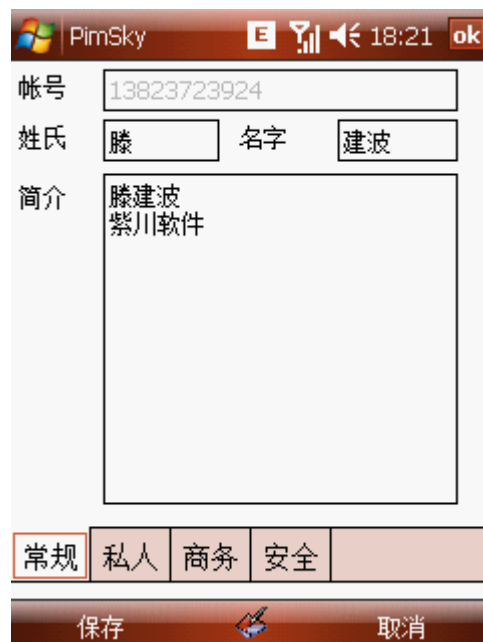 PimSky E 18:21 ok
帐号 13823723924
姓氏 滕 名字 建波
简介 滕建波
紫川软件
常规 私人 商务 安全
保存 取消